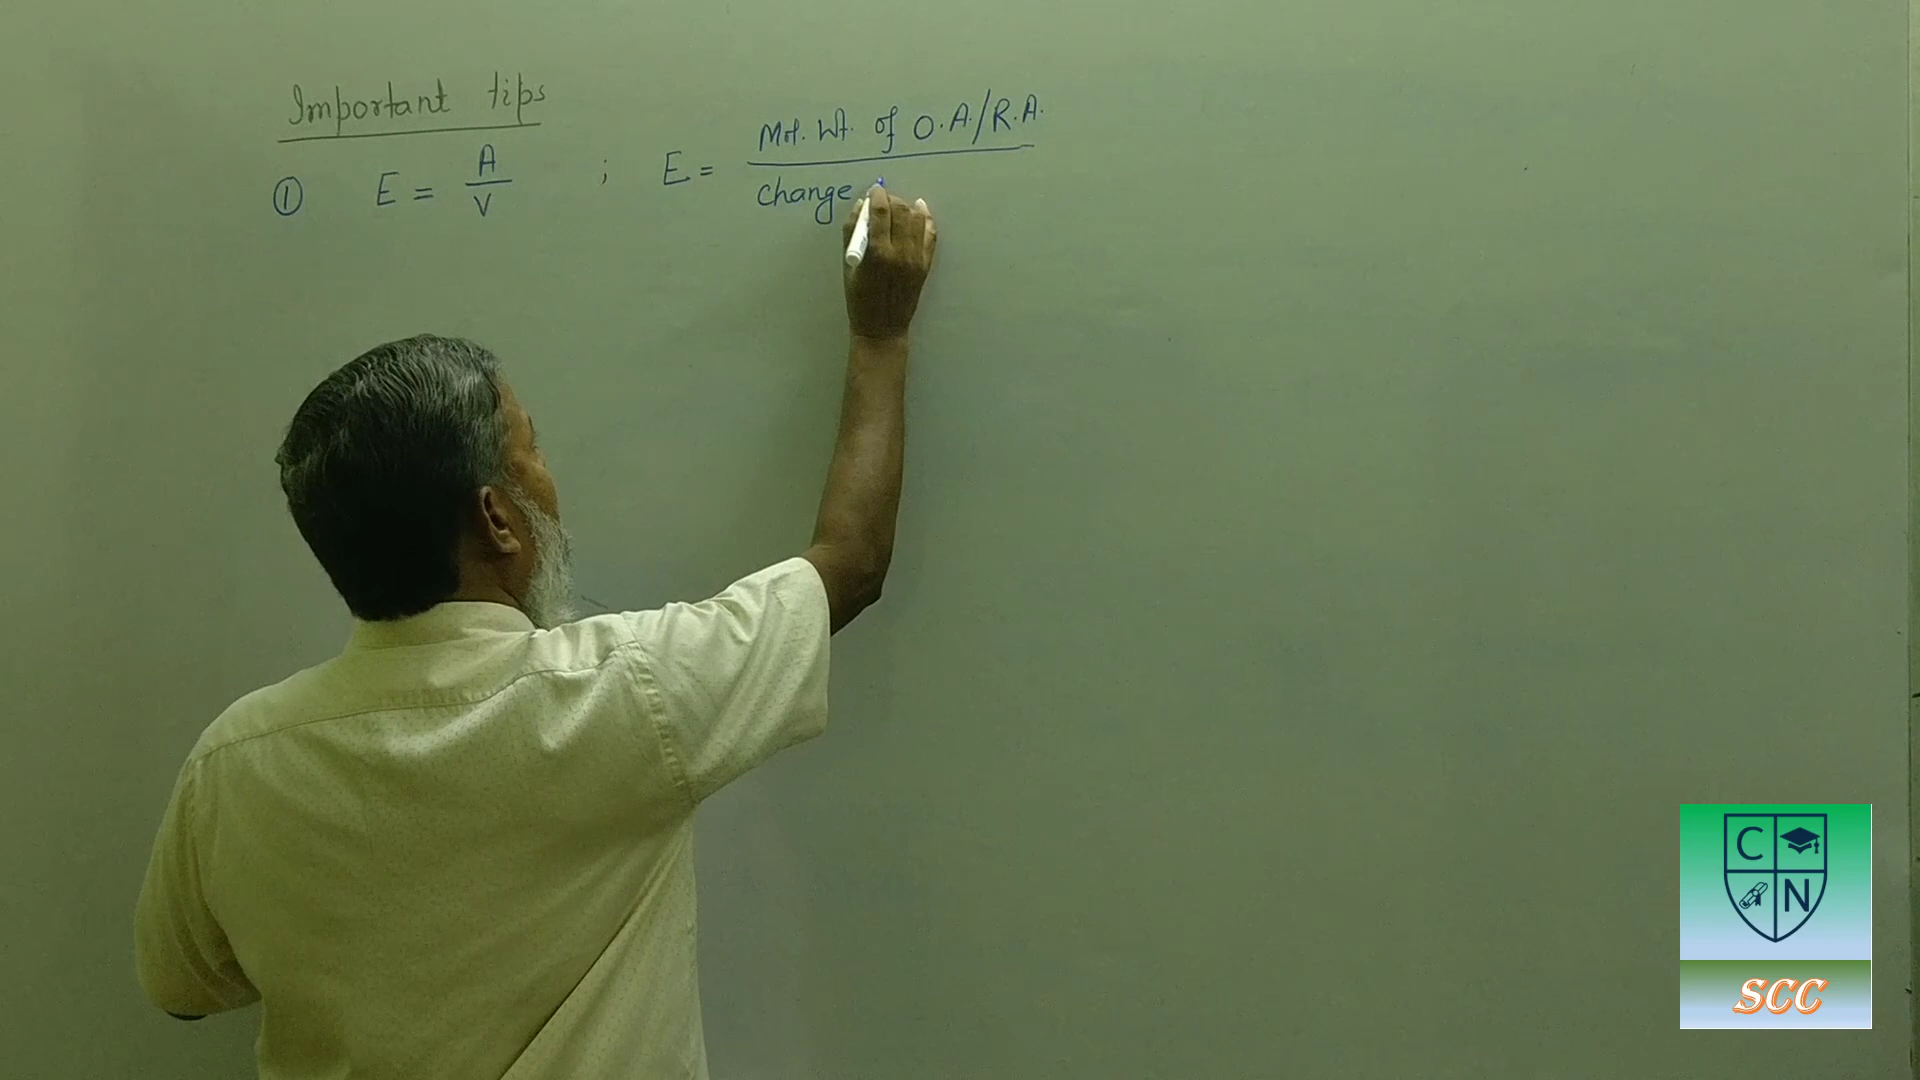 Important tips
① E = A/V ; E = Mol. Wt. of O.A./R.A. / Change
C N
SCC